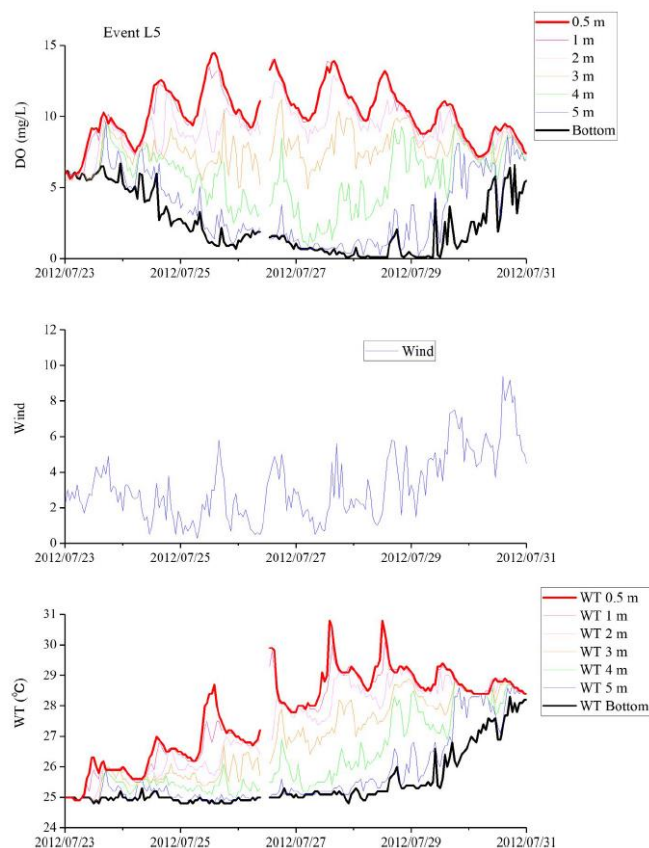 Event L5
0.5 m
1 m
2 m
3 m
4 m
5 m
Bottom
DO (mg/L)
15
10
5
0
2012/07/23
2012/07/25
2012/07/27
2012/07/29
2012/07/31
Wind
Wind
12
10
8
6
4
2
0
2012/07/23
2012/07/25
2012/07/27
2012/07/29
2012/07/31
WT 0.5 m
WT 1 m
WT 2 m
WT 3 m
WT 4 m
WT 5 m
WT Bottom
WT (℃)
31
30
29
28
27
26
25
24
2012/07/23
2012/07/25
2012/07/27
2012/07/29
2012/07/31